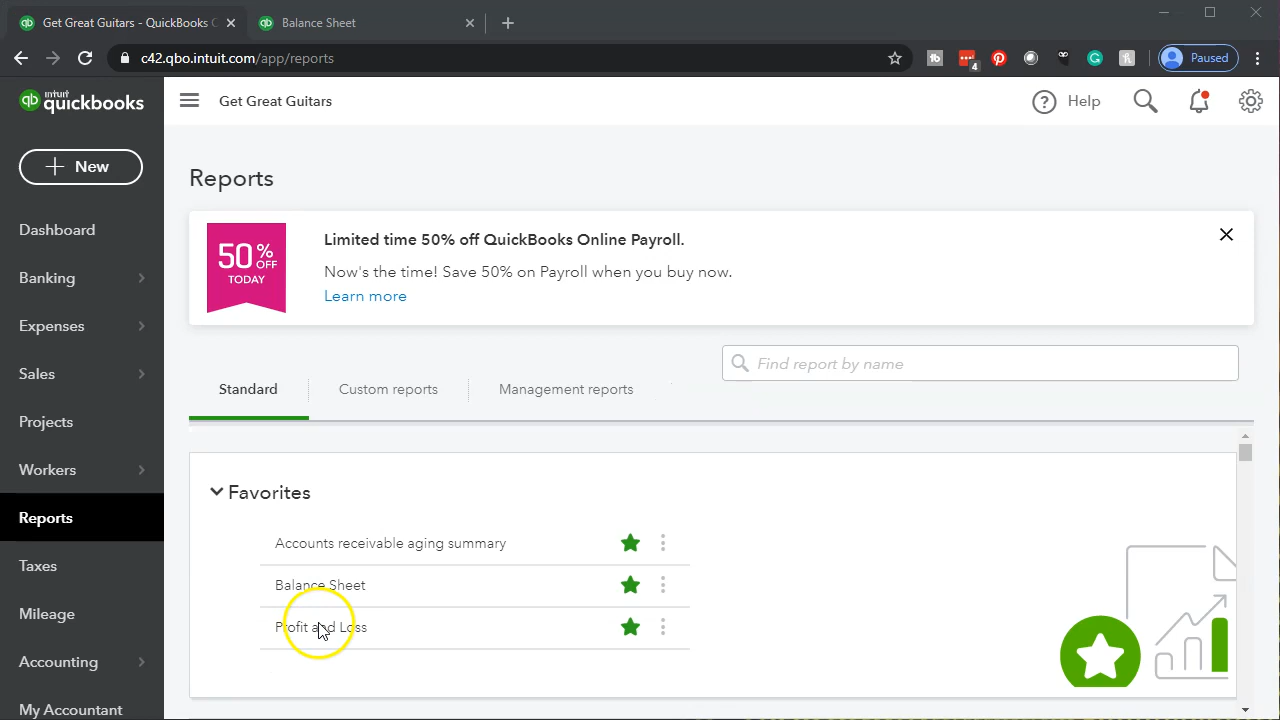 Get Great Guitars - QuickBooks C
Balance Sheet
c42.qbo.intuit.com/app/reports
4
Paused
intuit
quickbooks
Get Great Guitars
Help
New
Reports
Limited time 50% off QuickBooks Online Payroll.
50% OFF
TODAY
Now's the time! Save 50% on Payroll when you buy now.
Learn more
Dashboard
Banking
Expenses
Sales
Projects
Workers
Reports
Taxes
Mileage
Accounting
My Accountant
Find report by name
Standard
Custom reports
Management reports
Favorites
Accounts receivable aging summary
Balance Sheet
Profit and Loss